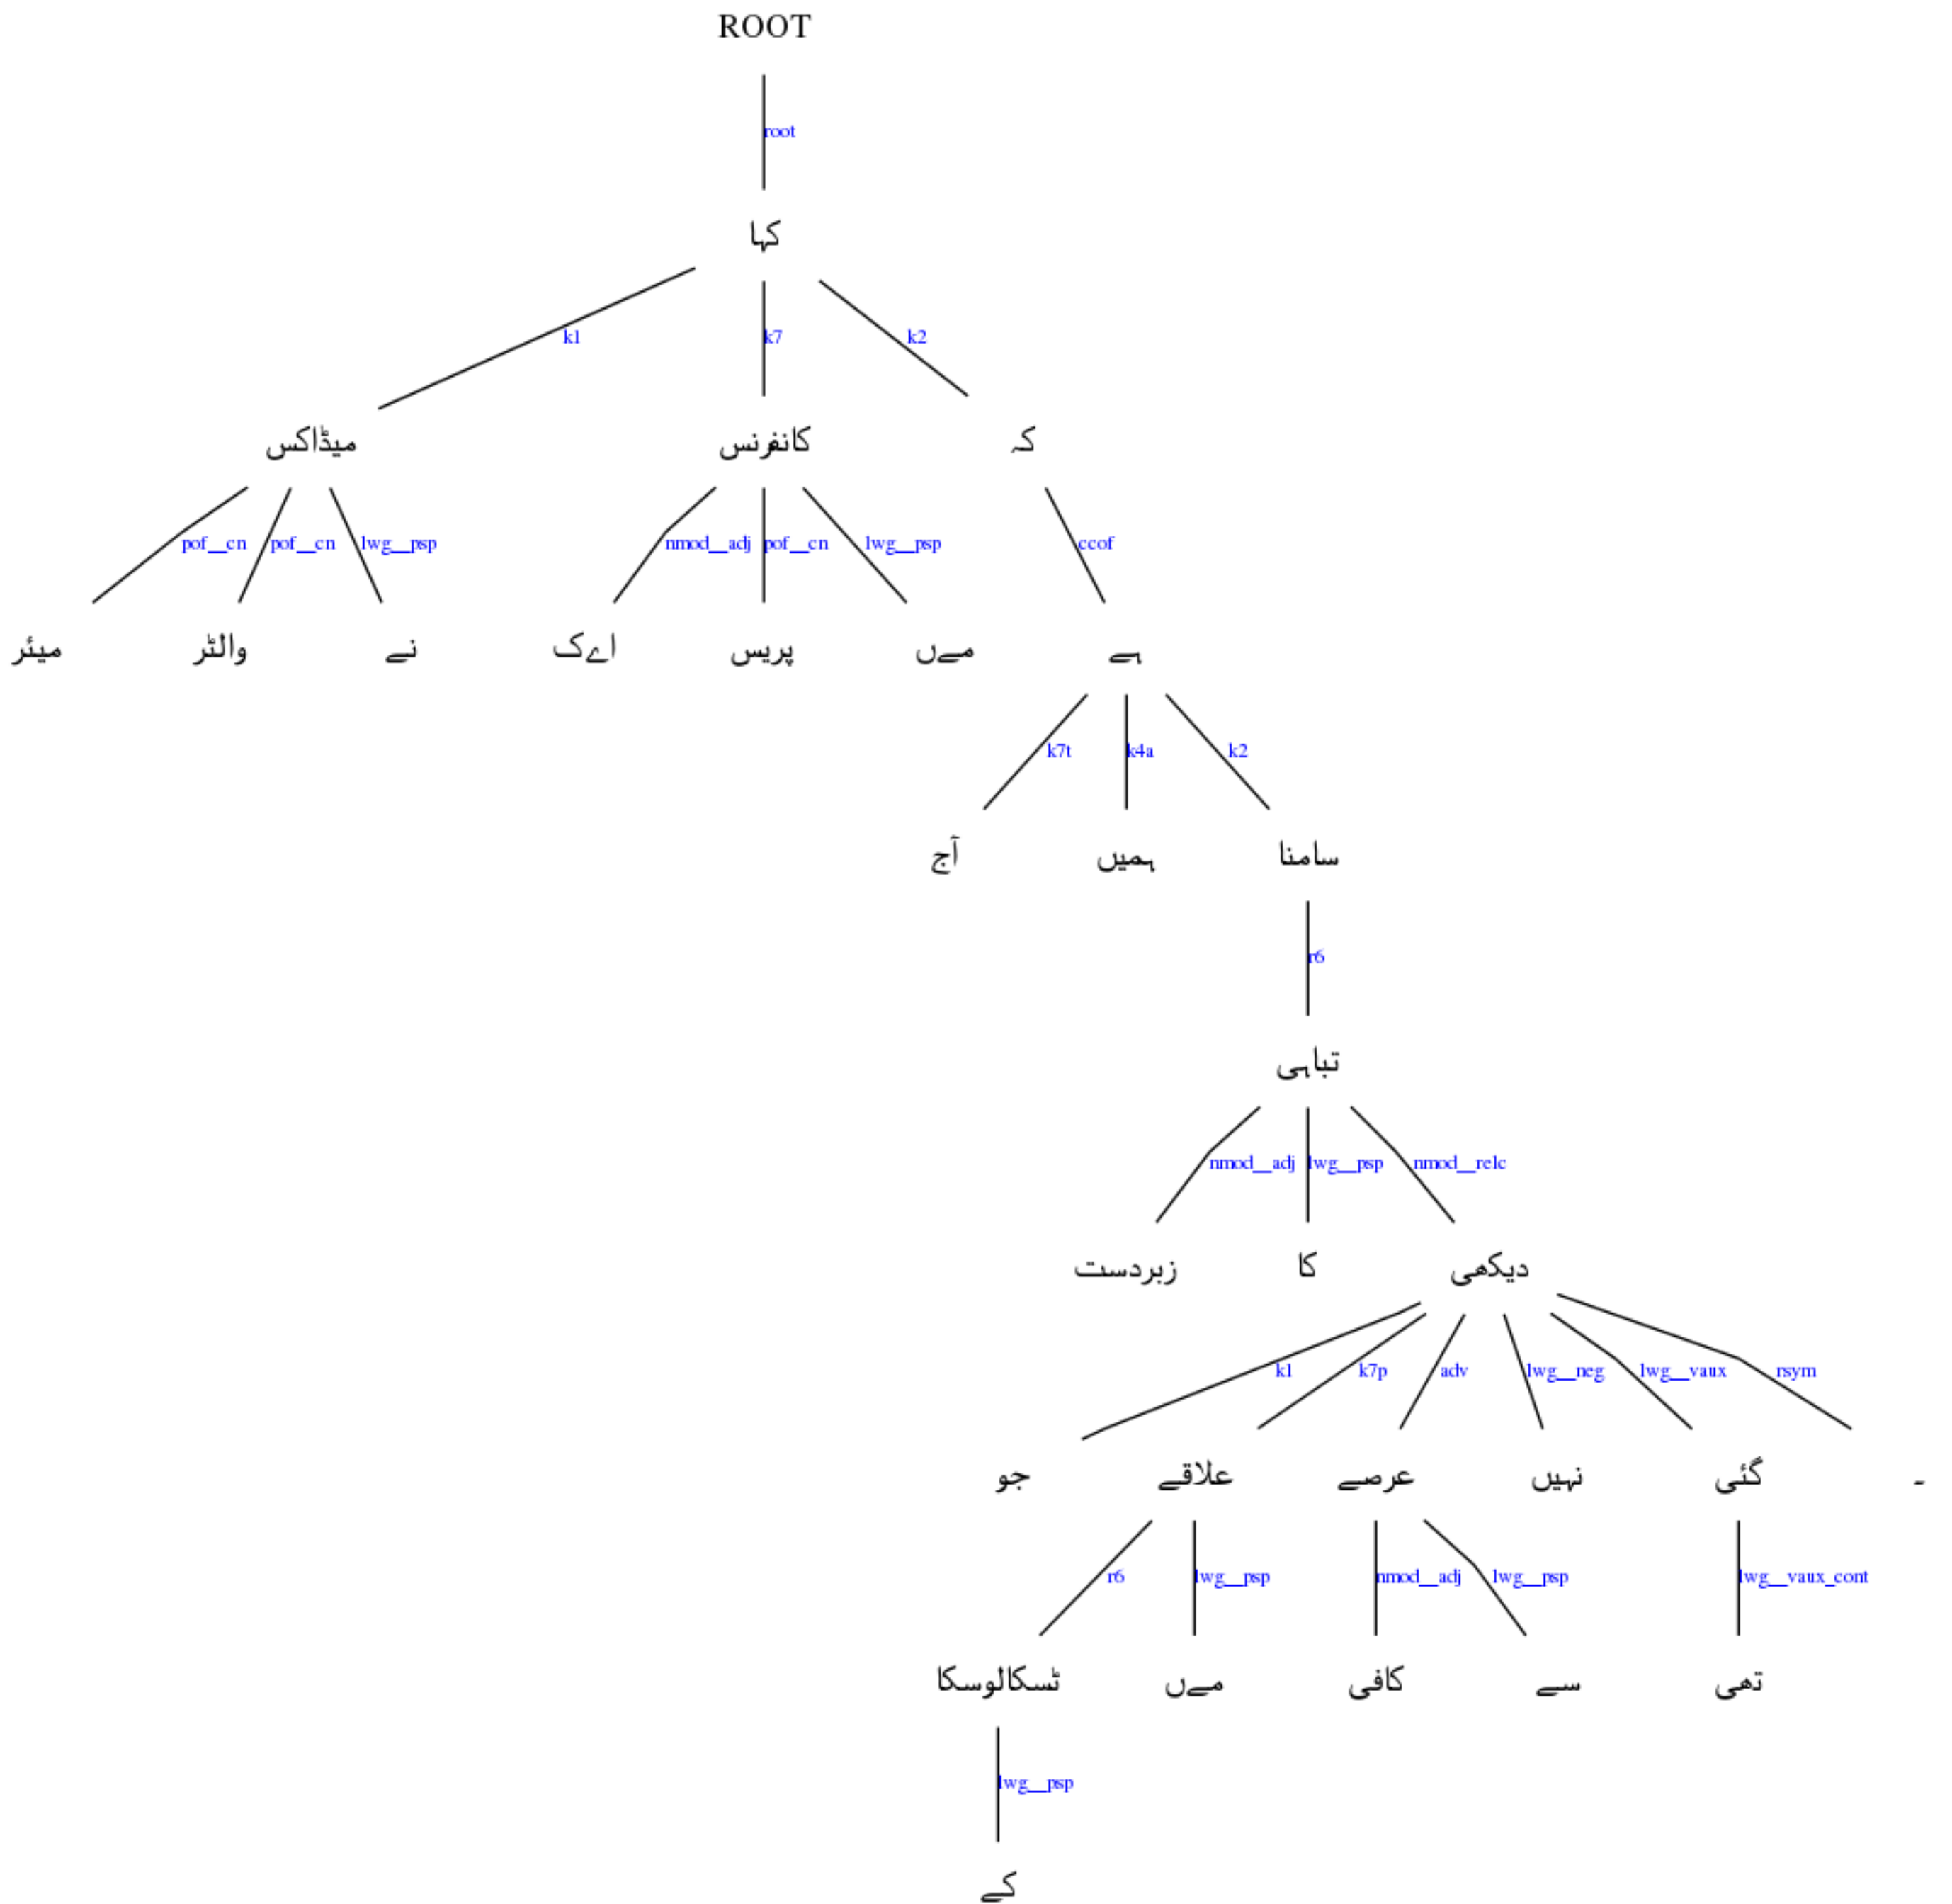 ROOT
root
کہا
k1 k7 k2
میڈاکس کانفرنس کہ
pof__cn pof__cn lwg__psp nmod__adj pof__cn lwg__psp ccof
میئر والٹر نے اےک پریس مےں ہے
k7t k4a k2
آج ہمیں سامنا
r6
تباہی
nmod__adj lwg__psp nmod__relc
زبردست کا دیکھی
k1 k7p adv lwg__neg lwg__vaux rsym
جو علاقے عرصے نہیں گئی ۔
r6 lwg__psp nmod__adj lwg__psp lwg__vaux_cont
ٹسکالوسکا مےں کافی سے تھی
lwg__psp
کے